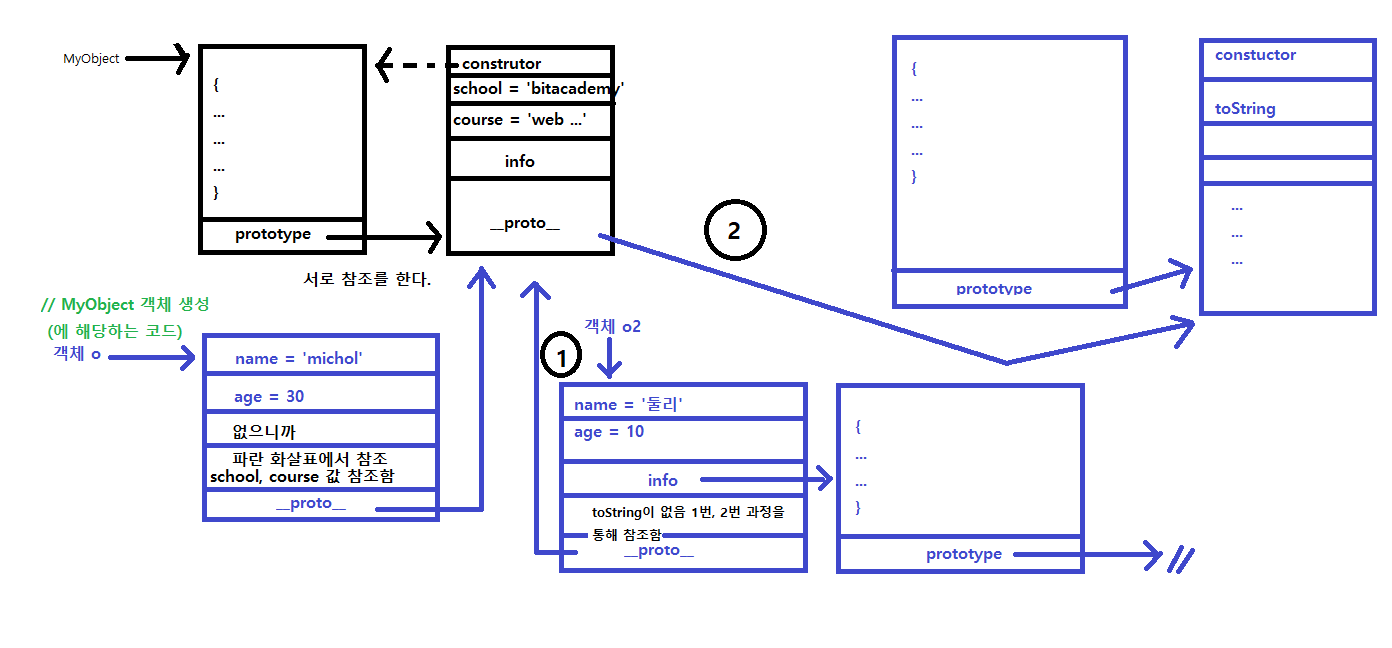 MyObject
{
...
...
...
}
prototype
construtor
school = 'bitacademy'
course = 'web ...'
info
__proto__
서로 참조를 한다.
2
{
...
...
...
}
prototype
constuctor
toString
...
...
...
// MyObject 객체 생성
(에 해당하는 코드)
객체 o
name = 'michol'
age = 30
없으니까
파란 화살표에서 참조
school, course 값 참조함
__proto__
1
객체 o2
name = '둘리'
age = 10
info
toString이 없음 1번, 2번 과정을
통해 참조함
__proto__
{
...
...
}
prototype